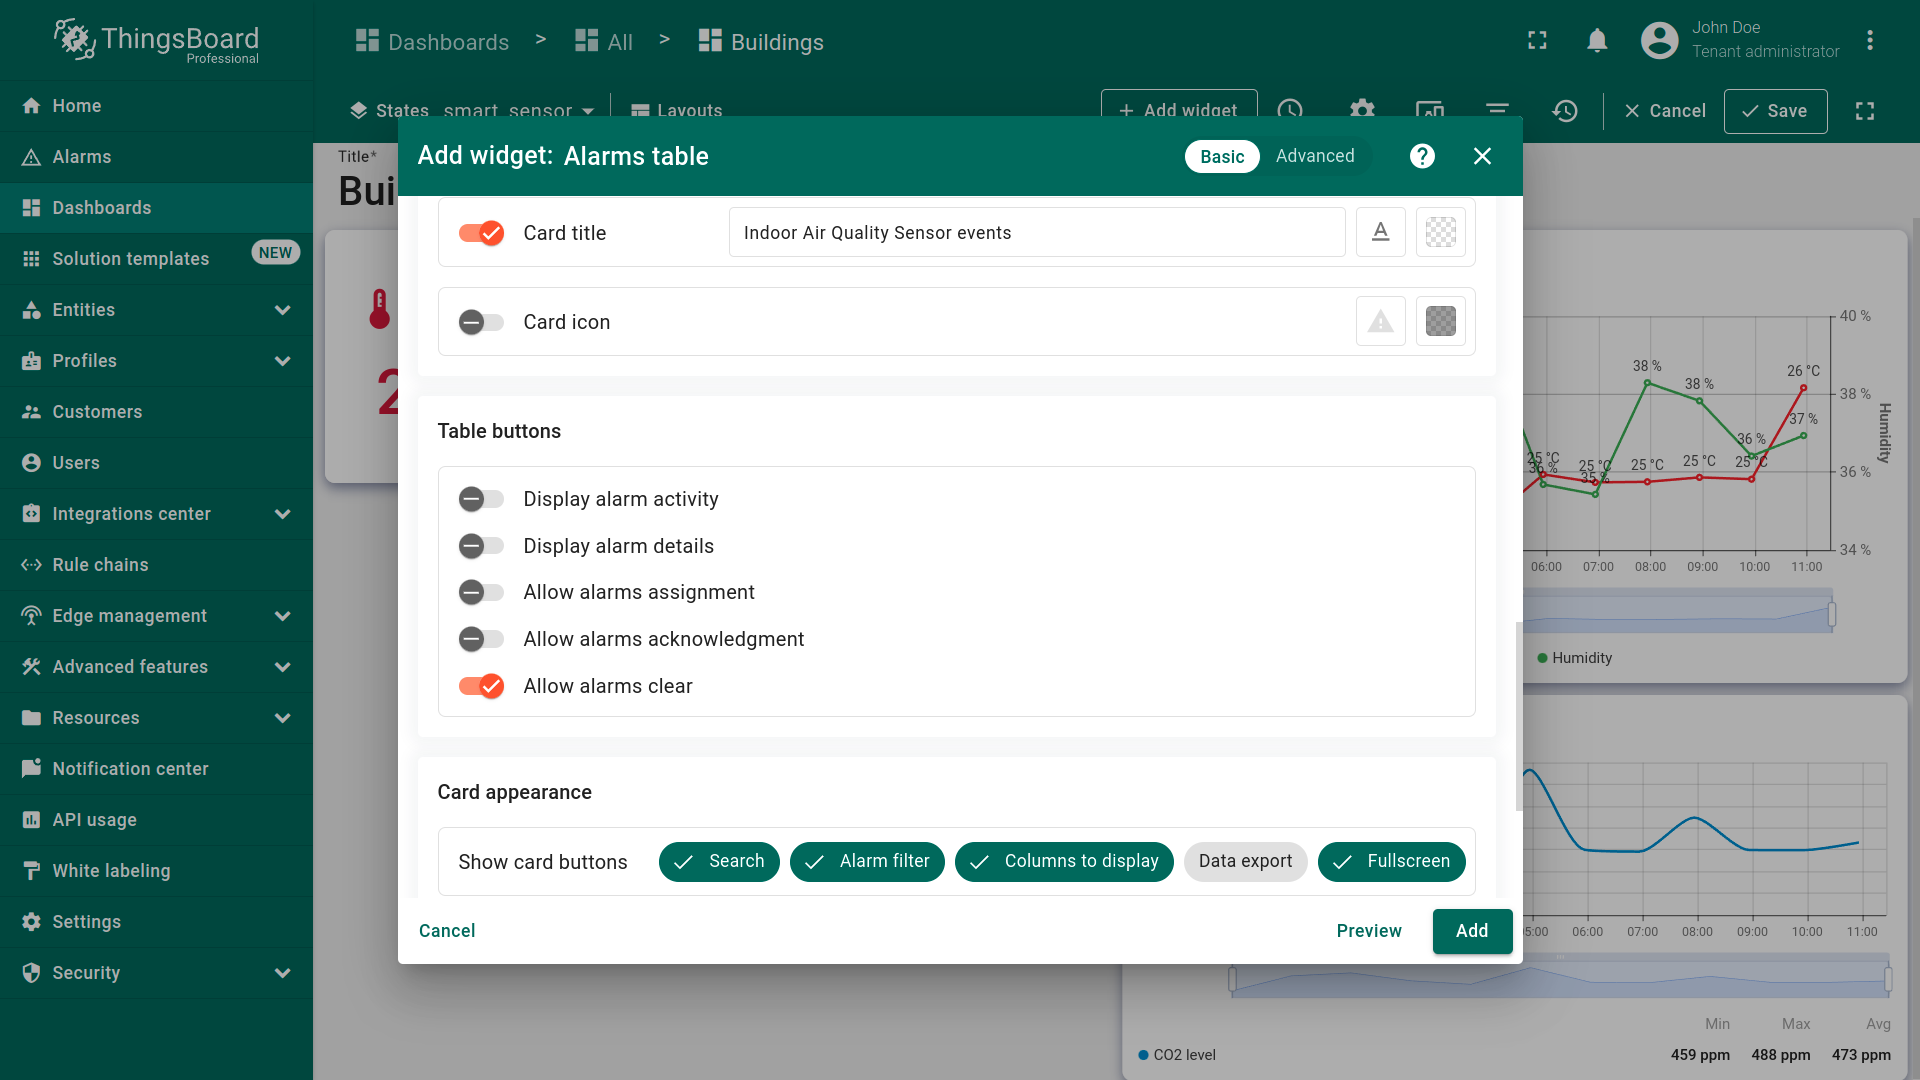 ThingsBoard
Professional
Dashboards > All > Buildings
John Doe
Tenant administrator
States smart_sensor
Layouts
+ Add widget
Cancel
Save
Home
Alarms
Dashboards
Solution templates NEW
Entities
Profiles
Customers
Users
Integrations center
Rule chains
Edge management
Advanced features
Resources
Notification center
API usage
White labeling
Settings
Security
Title*
Bui
2
Add widget: Alarms table
Basic Advanced
Card title
Indoor Air Quality Sensor events
Card icon
Table buttons
Display alarm activity
Display alarm details
Allow alarms assignment
Allow alarms acknowledgment
Allow alarms clear
Card appearance
Show card buttons Search Alarm filter Columns to display Data export Fullscreen
Cancel
Preview
Add
40 %
38 %
36 %
34 %
Humidity
38 %
38 %
26 °C
37 %
36 %
25 °C
36 %
25 °C
35 %
25 °C
25 °C
25 °C
06:00 07:00 08:00 09:00 10:00 11:00
Humidity
05:00 06:00 07:00 08:00 09:00 10:00 11:00
Min Max Avg
CO2 level 459 ppm 488 ppm 473 ppm